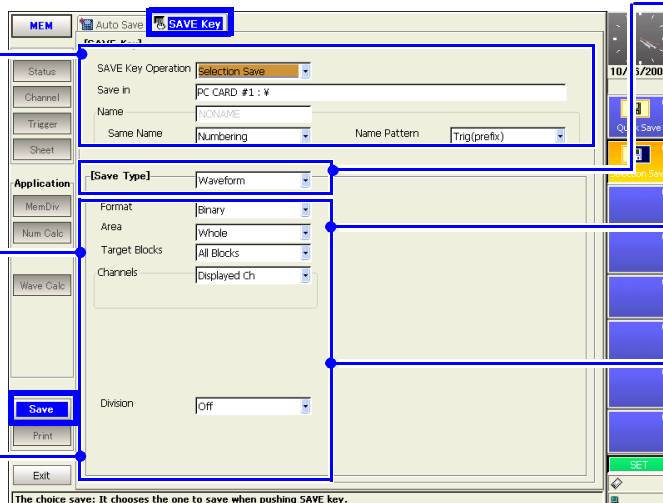 MEM
Auto Save
SAVE Key
[SAVE Key]
Status
Channel
Trigger
Sheet
Application
MemDiv
Num Calc
Wave Calc
Save
Print
Exit
SAVE Key Operation
Selection Save
Save in
PC CARD #1 : ¥
Name
NONAME
Same Name
Numbering
Name Pattern
Trig(prefix)
[Save Type]
Waveform
Format
Binary
Area
Whole
Target Blocks
All Blocks
Channels
Displayed Ch
Division
Off
Quick Save
Selection Sav
SET
The choice save: It chooses the one to save when pushing SAVE key.